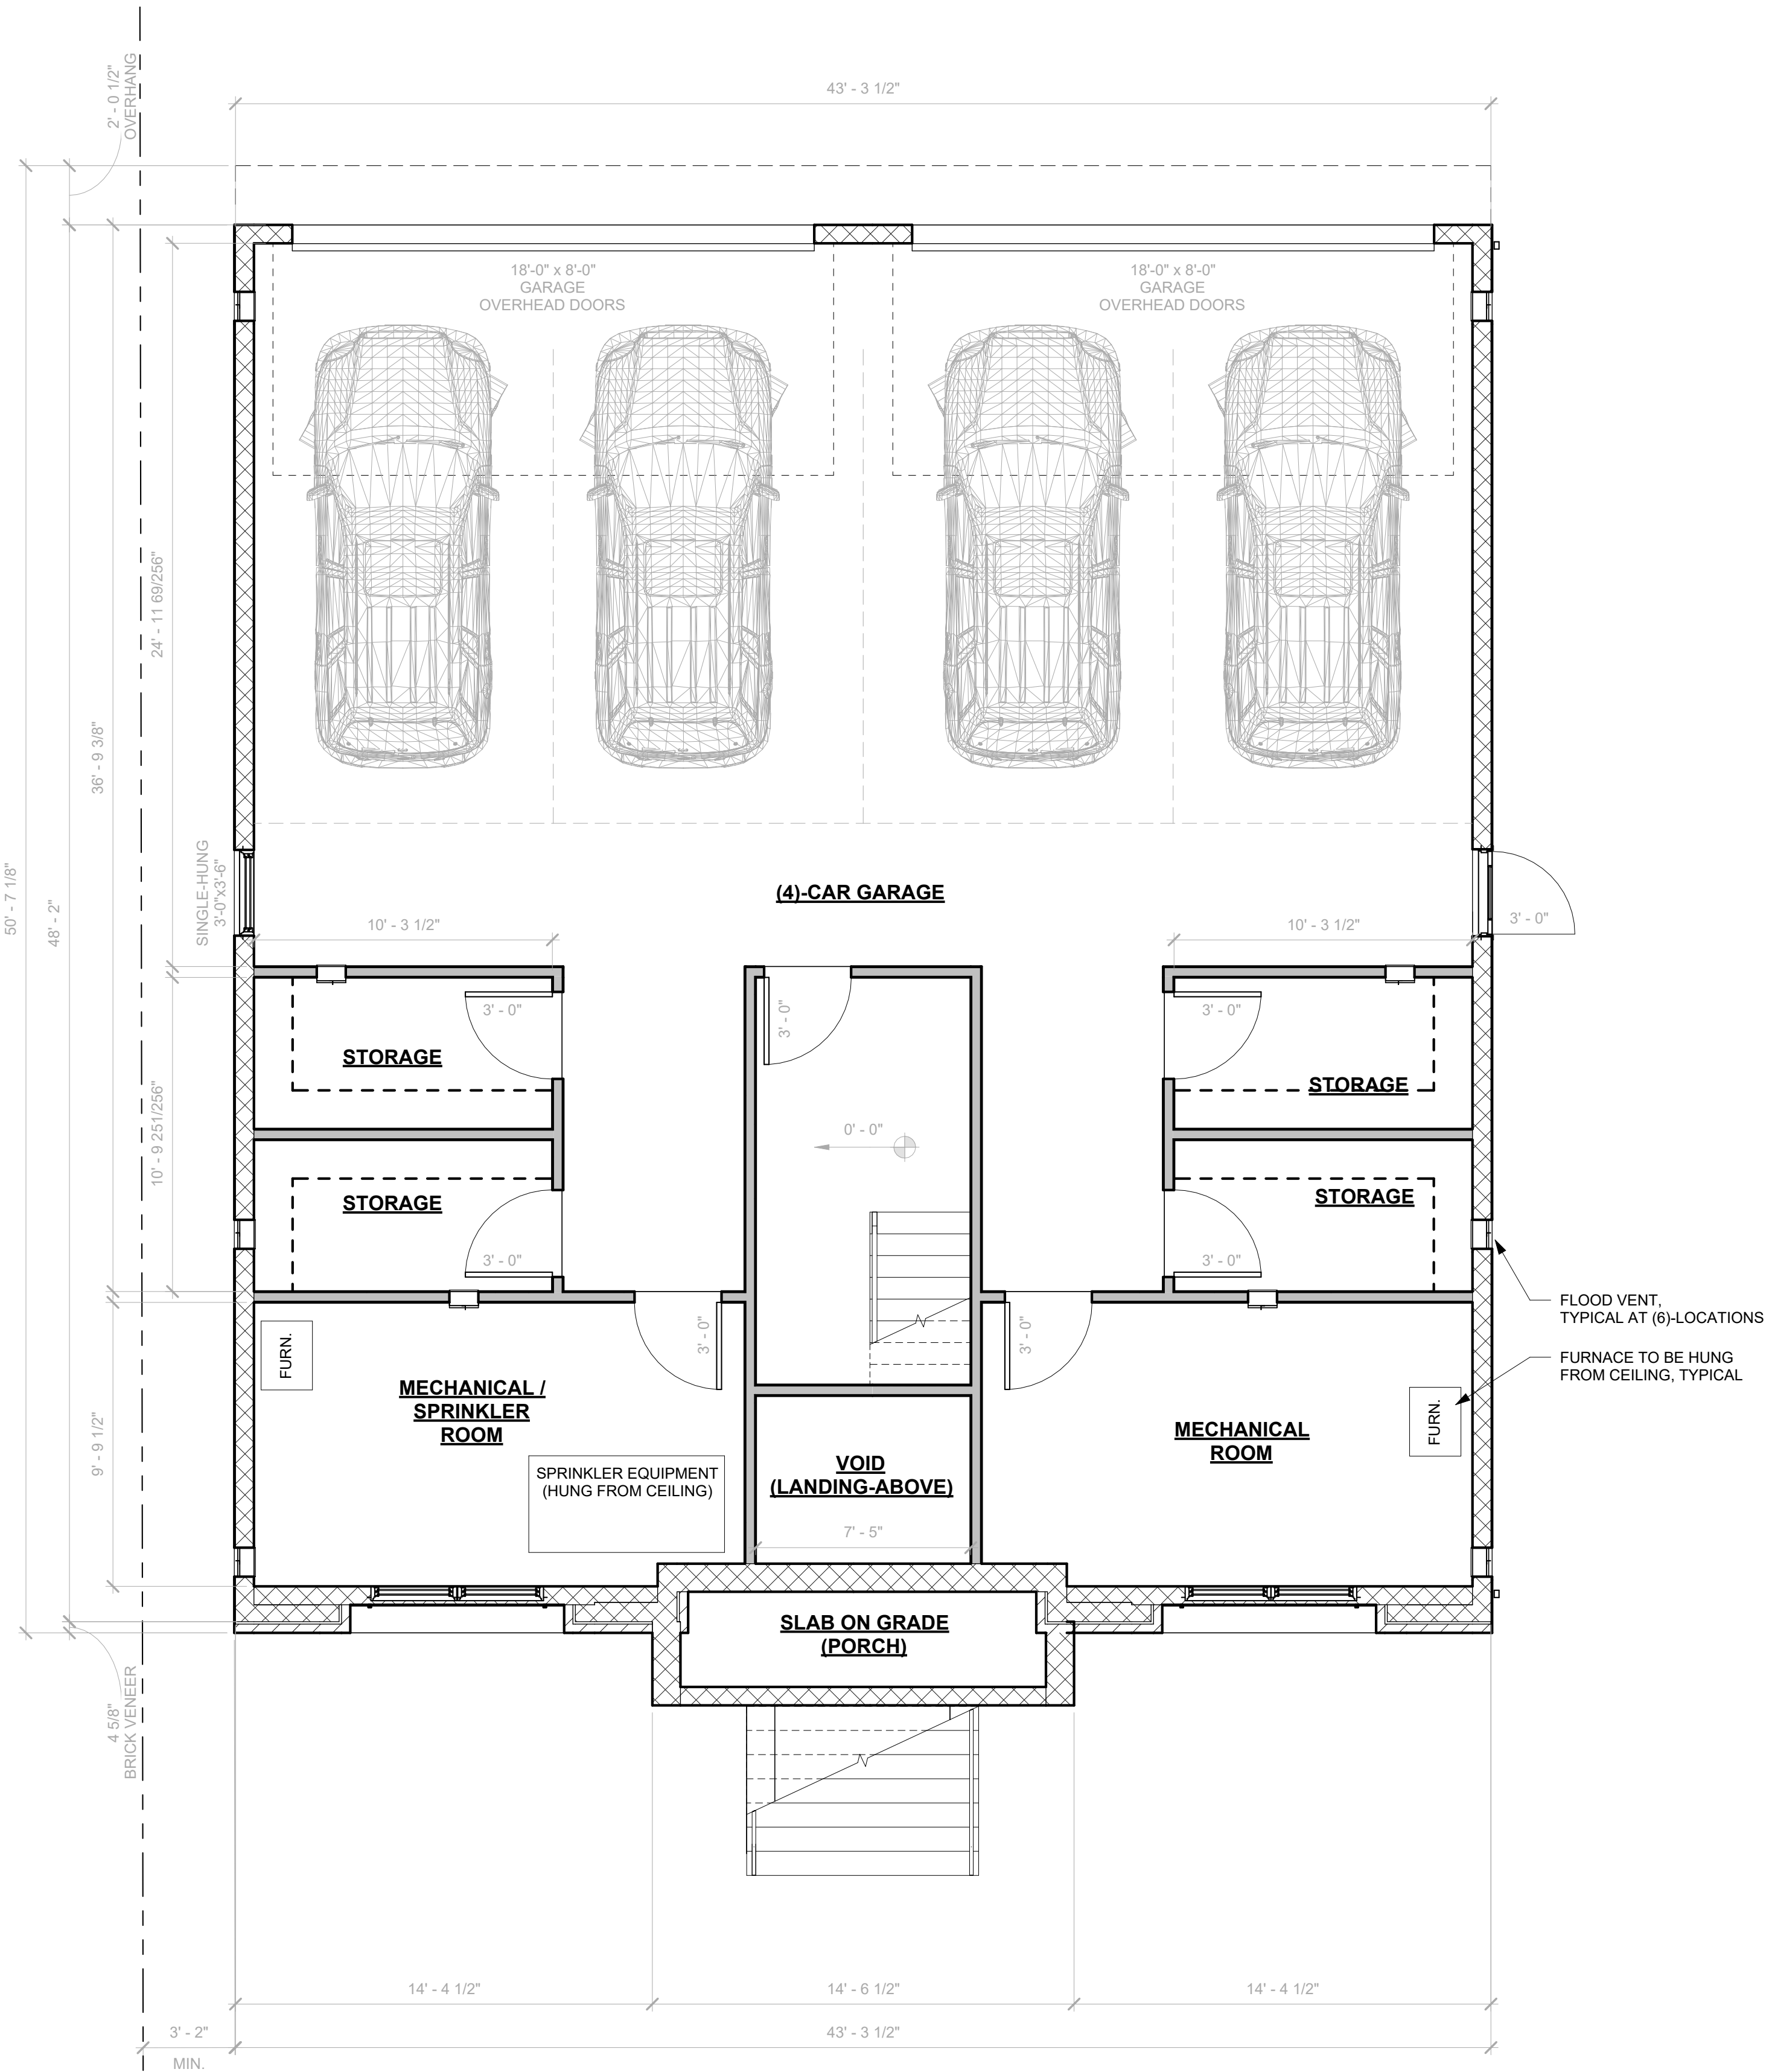 2' - 0 1/2"
OVERHANG
43' - 3 1/2"
18'-0" x 8'-0"
GARAGE
OVERHEAD DOORS
18'-0" x 8'-0"
GARAGE
OVERHEAD DOORS
24' - 11 69/256"
36' - 9 3/8"
50' - 7 1/8"
48' - 2"
SINGLE-HUNG
3'-0"x3'-6"
(4)-CAR GARAGE
10' - 3 1/2"
10' - 3 1/2"
3' - 0"
3' - 0"
3' - 0"
3' - 0"
STORAGE
STORAGE
10' - 9 251/256"
0' - 0"
STORAGE
STORAGE
3' - 0"
3' - 0"
FLOOD VENT,
TYPICAL AT (6)-LOCATIONS
FURN.
3' - 0"
3' - 0"
FURNACE TO BE HUNG
FROM CEILING, TYPICAL
MECHANICAL /
SPRINKLER
ROOM
FURN.
MECHANICAL
ROOM
9' - 9 1/2"
SPRINKLER EQUIPMENT
(HUNG FROM CEILING)
VOID
(LANDING-ABOVE)
7' - 5"
SLAB ON GRADE
(PORCH)
4 5/8"
BRICK VENEER
14' - 4 1/2"
14' - 6 1/2"
14' - 4 1/2"
3' - 2"
MIN.
43' - 3 1/2"